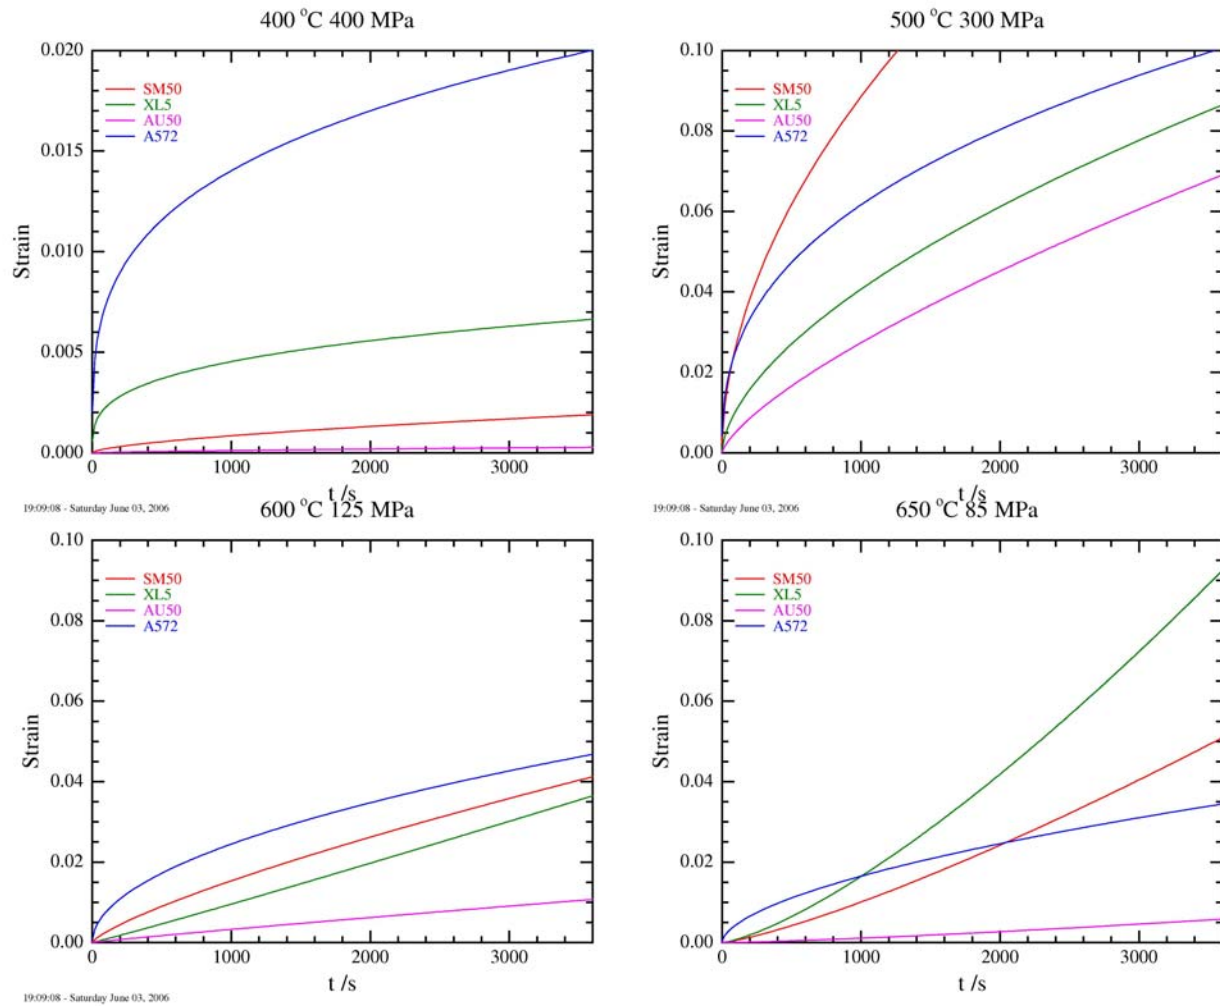 400 °C 400 MPa
0.020
0.015
0.010
0.005
0.000
Strain
SM50
XL5
AU50
A572
0 1000 2000 3000
t /s
19:09:08 - Saturday June 03, 2006
500 °C 300 MPa
0.10
0.08
0.06
0.04
0.02
0.00
Strain
SM50
XL5
AU50
A572
0 1000 2000 3000
t /s
19:09:08 - Saturday June 03, 2006
600 °C 125 MPa
0.10
0.08
0.06
0.04
0.02
0.00
Strain
SM50
XL5
AU50
A572
0 1000 2000 3000
t /s
19:09:08 - Saturday June 03, 2006
650 °C 85 MPa
0.10
0.08
0.06
0.04
0.02
0.00
Strain
SM50
XL5
AU50
A572
0 1000 2000 3000
t /s